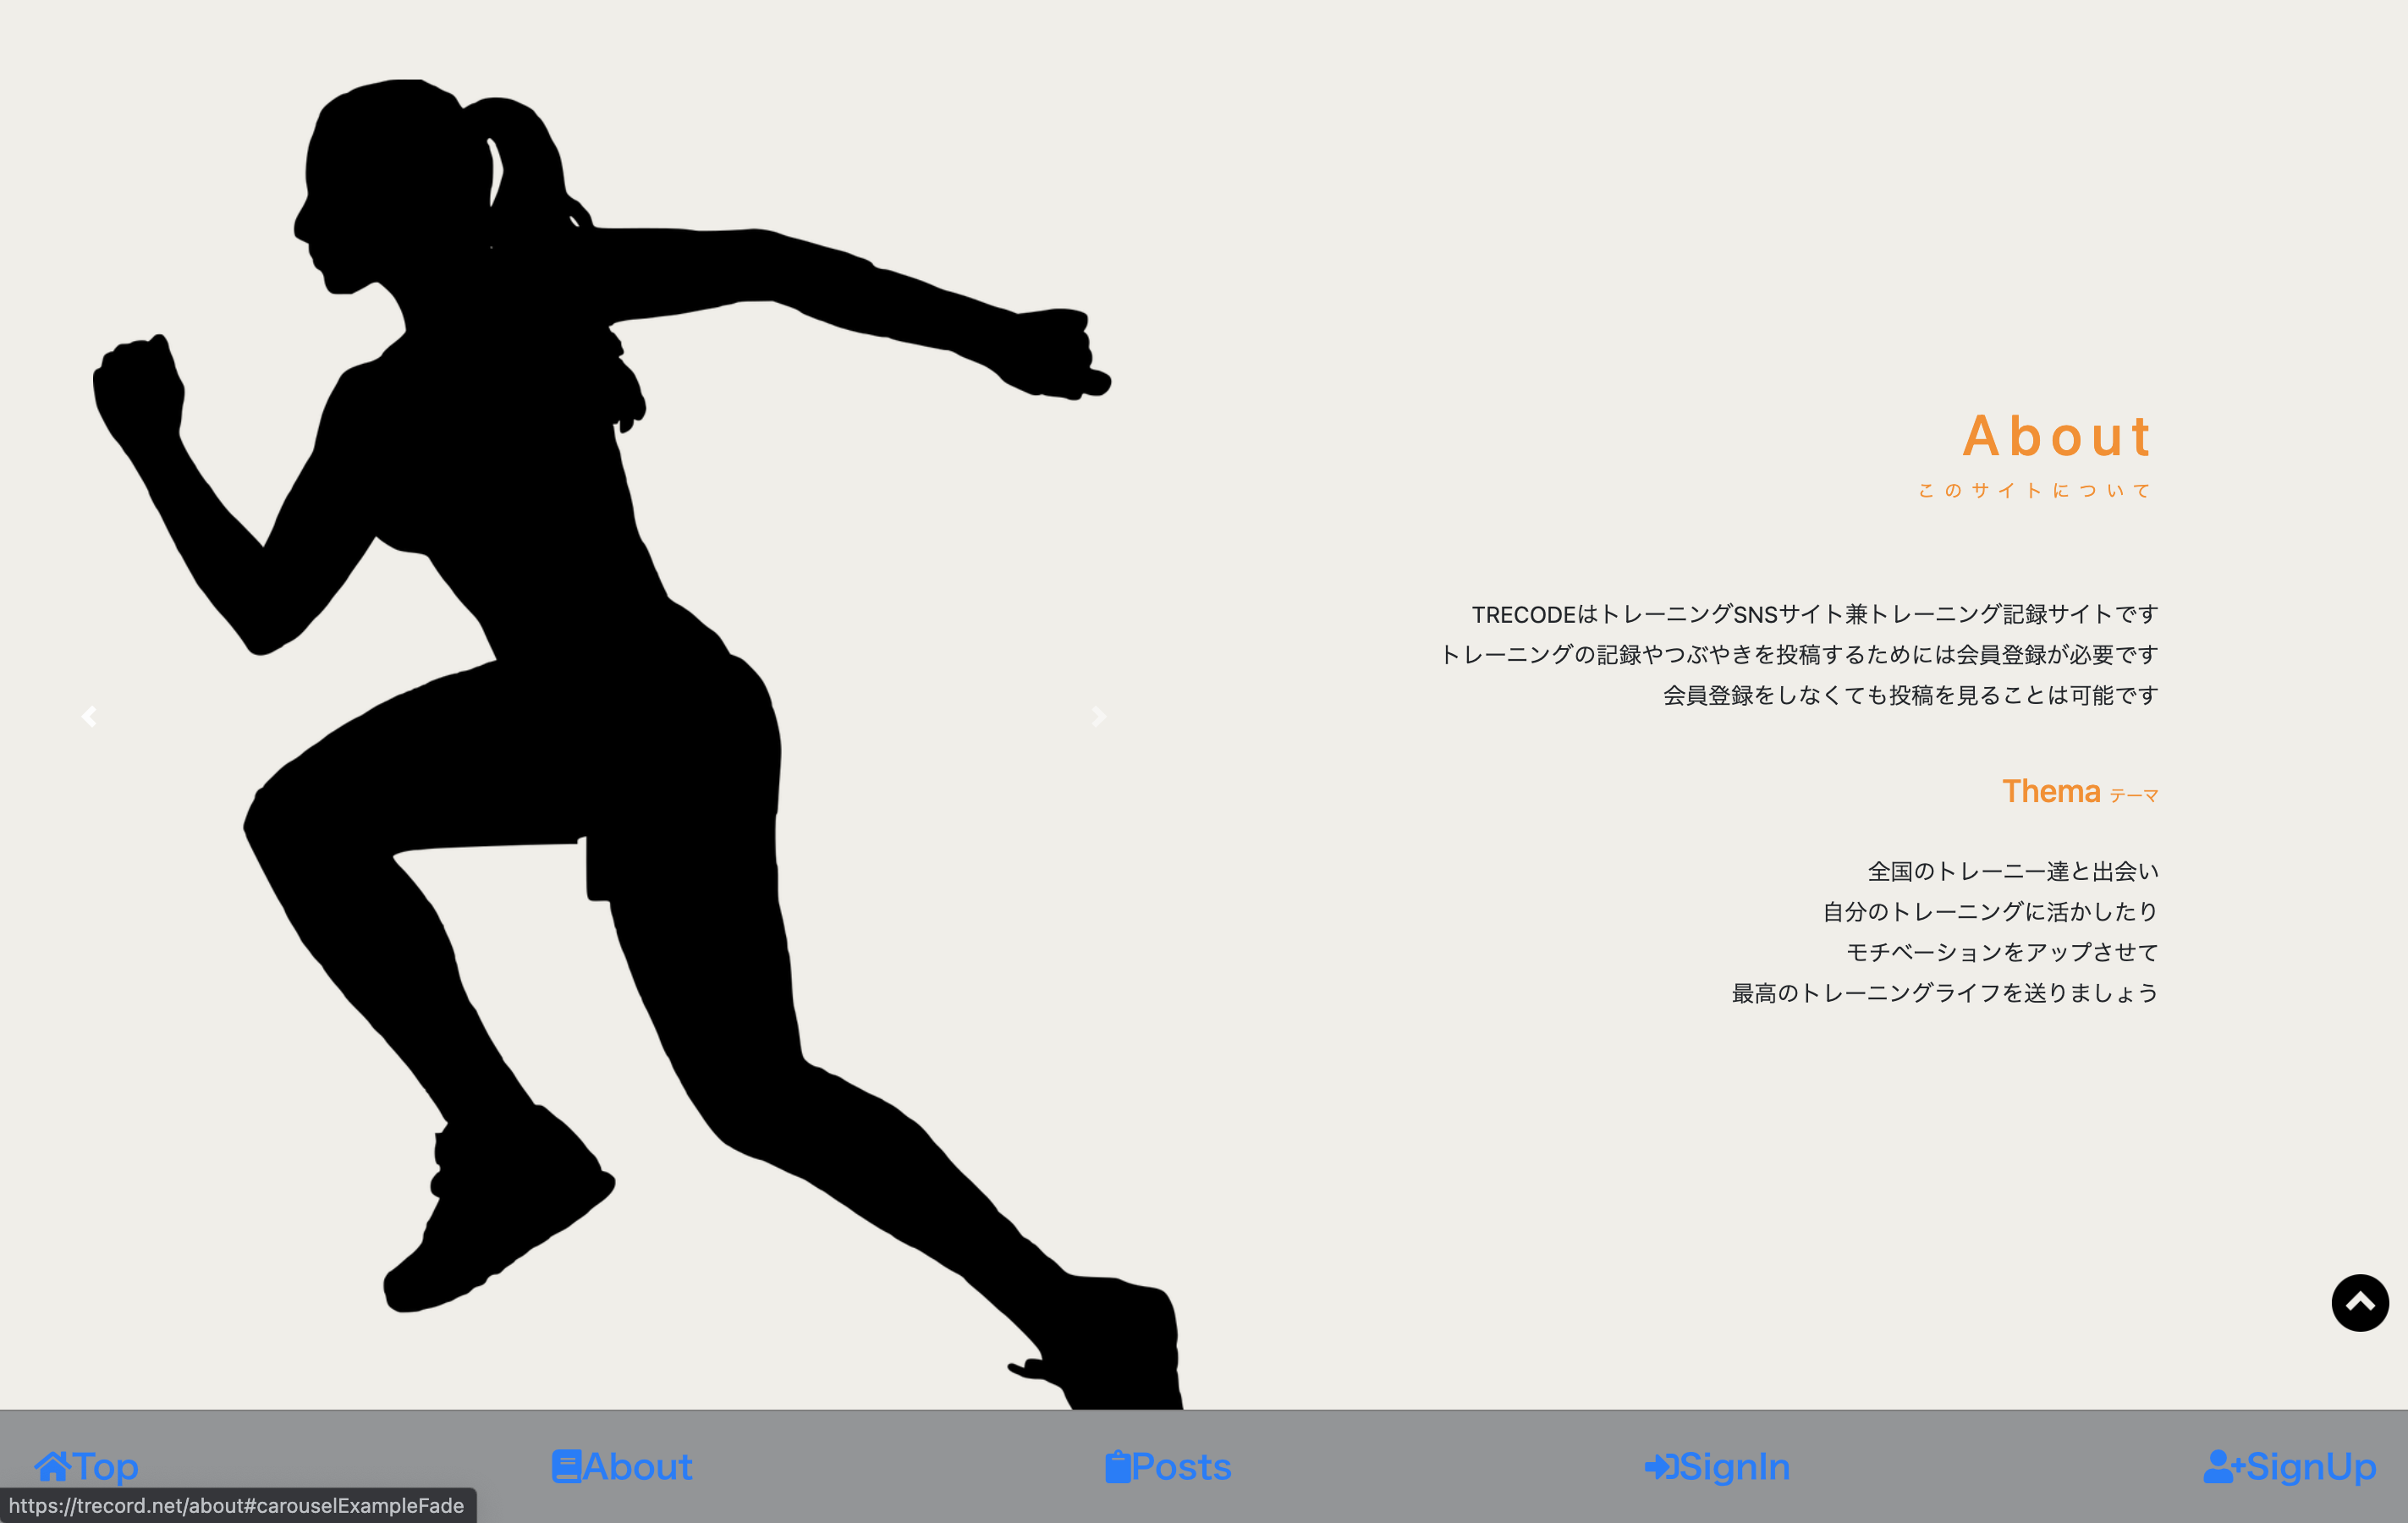 About
このサイトについて
TRECODEはトレーニングSNSサイト兼トレーニング記録サイトです
トレーニングの記録やつぶやきを投稿するためには会員登録が必要です
会員登録をしなくても投稿を見ることは可能です
Thema テーマ
全国のトレーニー達と出会い
自分のトレーニングに活かしたり
モチベーションをアップさせて
最高のトレーニングライフを送りましょう
Top About Posts SignIn SignUp
https://trecord.net/about#carouselExampleFade